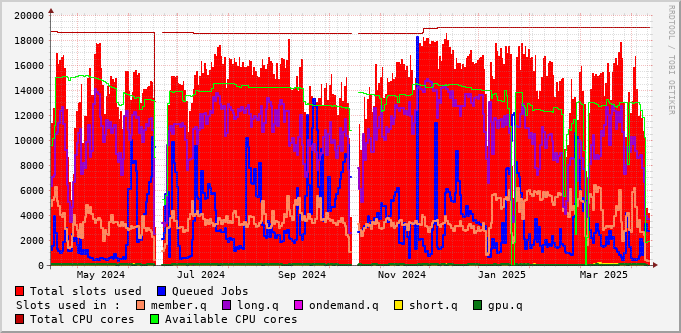 20000
18000
16000
14000
12000
10000
8000
6000
4000
2000
0
May 2024 Jul 2024 Sep 2024 Nov 2024 Jan 2025 Mar 2025
RRDTOOL / TOBI OETIKER
Total slots used Queued Jobs
Slots used in : member.q long.q ondemand.q short.q gpu.q
Total CPU cores Available CPU cores